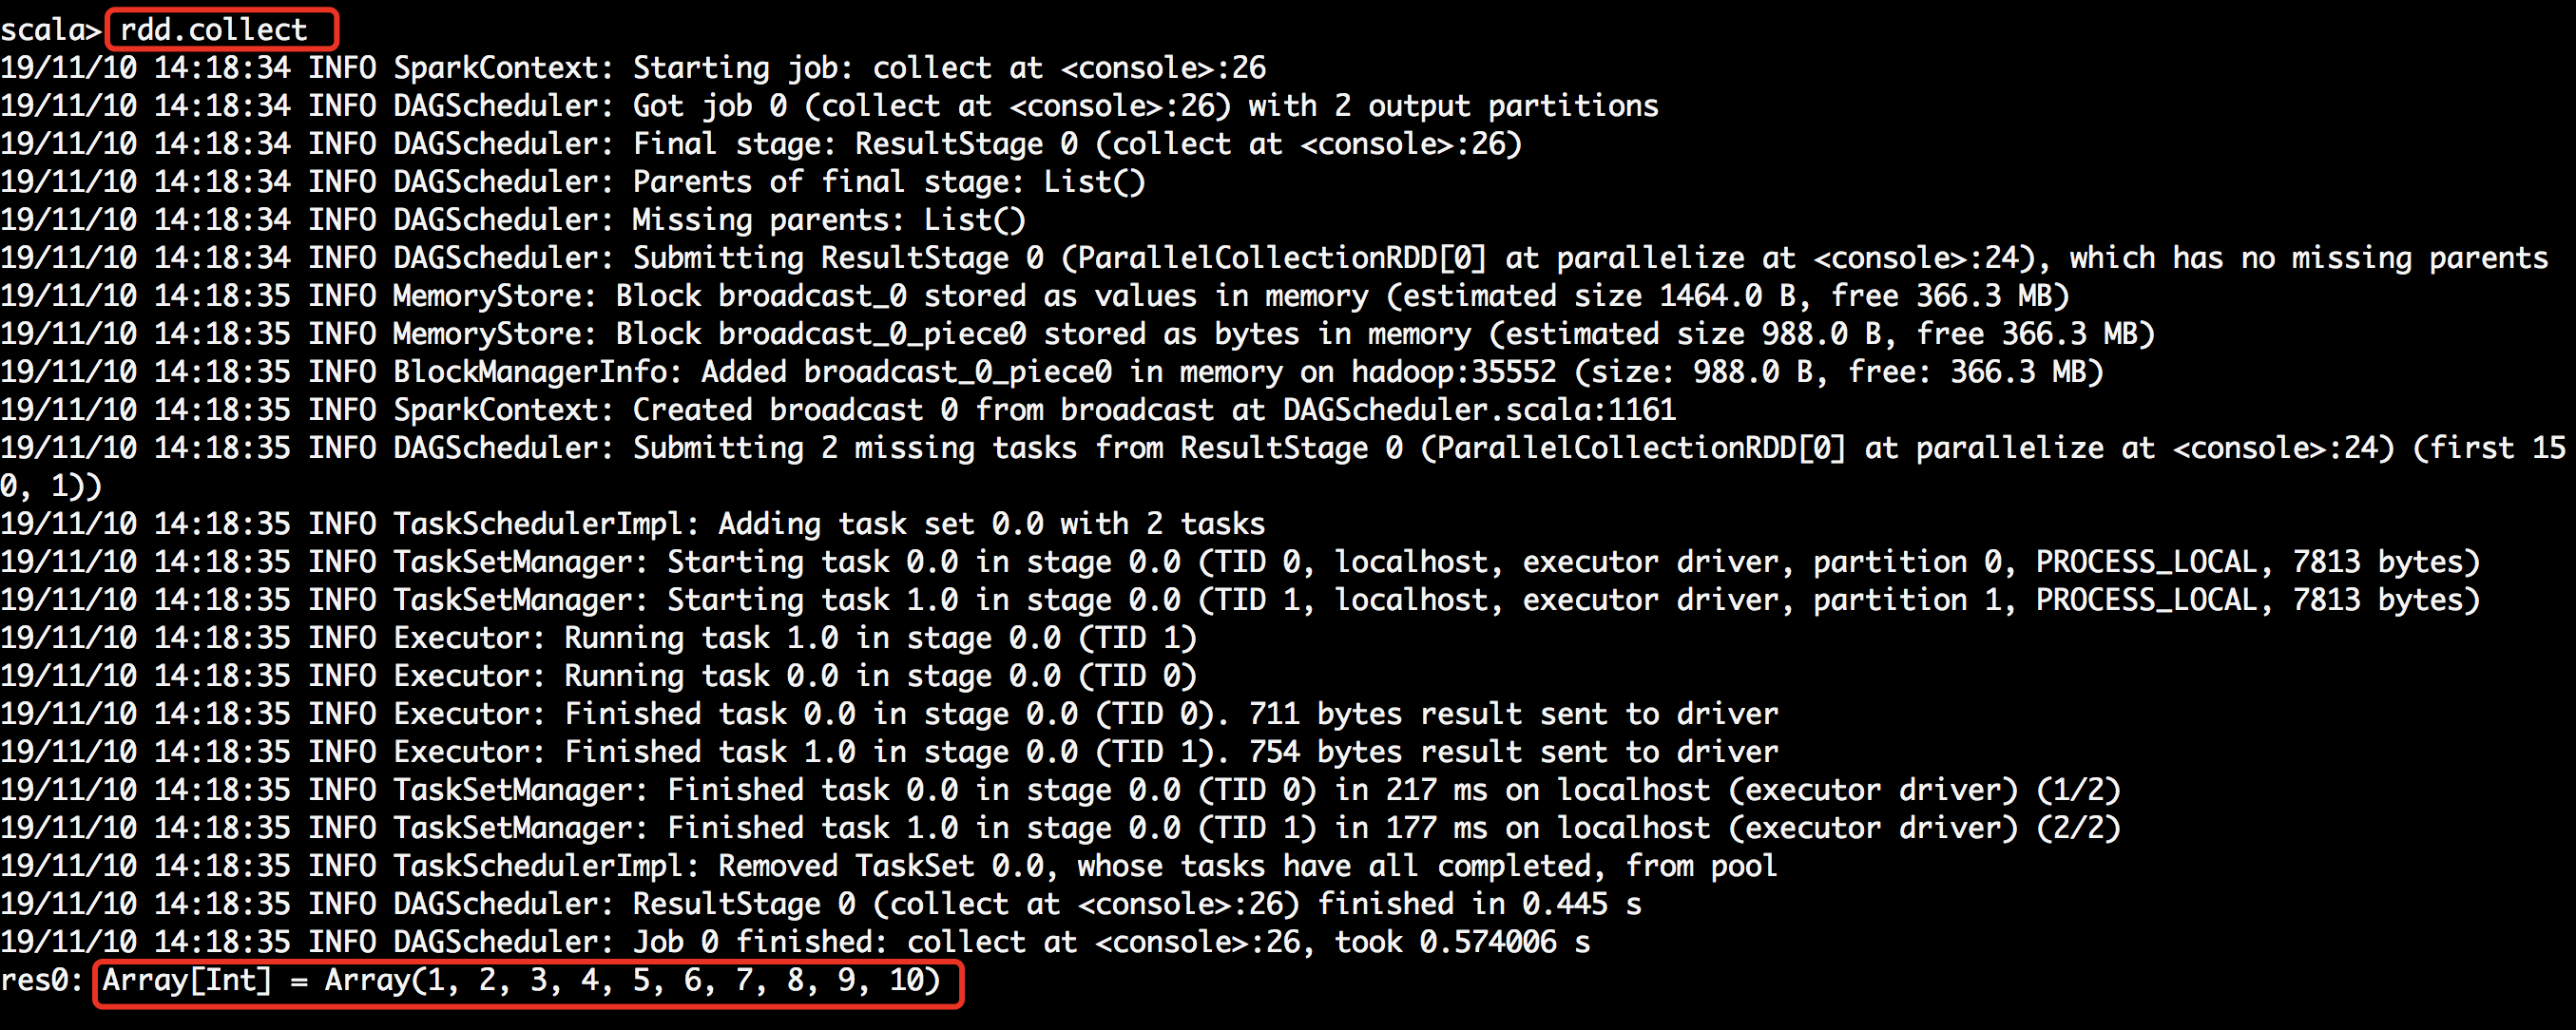 scala> rdd.collect
19/11/10 14:18:34 INFO SparkContext: Starting job: collect at <console>:26
19/11/10 14:18:34 INFO DAGScheduler: Got job 0 (collect at <console>:26) with 2 output partitions
19/11/10 14:18:34 INFO DAGScheduler: Final stage: ResultStage 0 (collect at <console>:26)
19/11/10 14:18:34 INFO DAGScheduler: Parents of final stage: List()
19/11/10 14:18:34 INFO DAGScheduler: Missing parents: List()
19/11/10 14:18:34 INFO DAGScheduler: Submitting ResultStage 0 (ParallelCollectionRDD[0] at parallelize at <console>:24), which has no missing parents
19/11/10 14:18:35 INFO MemoryStore: Block broadcast_0 stored as values in memory (estimated size 1464.0 B, free 366.3 MB)
19/11/10 14:18:35 INFO MemoryStore: Block broadcast_0_piece0 stored as bytes in memory (estimated size 988.0 B, free 366.3 MB)
19/11/10 14:18:35 INFO BlockManagerInfo: Added broadcast_0_piece0 in memory on hadoop:35552 (size: 988.0 B, free: 366.3 MB)
19/11/10 14:18:35 INFO SparkContext: Created broadcast 0 from broadcast at DAGScheduler.scala:1161
19/11/10 14:18:35 INFO DAGScheduler: Submitting 2 missing tasks from ResultStage 0 (ParallelCollectionRDD[0] at parallelize at <console>:24) (first 15
0, 1))
19/11/10 14:18:35 INFO TaskSchedulerImpl: Adding task set 0.0 with 2 tasks
19/11/10 14:18:35 INFO TaskSetManager: Starting task 0.0 in stage 0.0 (TID 0, localhost, executor driver, partition 0, PROCESS_LOCAL, 7813 bytes)
19/11/10 14:18:35 INFO TaskSetManager: Starting task 1.0 in stage 0.0 (TID 1, localhost, executor driver, partition 1, PROCESS_LOCAL, 7813 bytes)
19/11/10 14:18:35 INFO Executor: Running task 1.0 in stage 0.0 (TID 1)
19/11/10 14:18:35 INFO Executor: Running task 0.0 in stage 0.0 (TID 0)
19/11/10 14:18:35 INFO Executor: Finished task 0.0 in stage 0.0 (TID 0). 711 bytes result sent to driver
19/11/10 14:18:35 INFO Executor: Finished task 1.0 in stage 0.0 (TID 1). 754 bytes result sent to driver
19/11/10 14:18:35 INFO TaskSetManager: Finished task 0.0 in stage 0.0 (TID 0) in 217 ms on localhost (executor driver) (1/2)
19/11/10 14:18:35 INFO TaskSetManager: Finished task 1.0 in stage 0.0 (TID 1) in 177 ms on localhost (executor driver) (2/2)
19/11/10 14:18:35 INFO TaskSchedulerImpl: Removed TaskSet 0.0, whose tasks have all completed, from pool
19/11/10 14:18:35 INFO DAGScheduler: ResultStage 0 (collect at <console>:26) finished in 0.445 s
19/11/10 14:18:35 INFO DAGScheduler: Job 0 finished: collect at <console>:26, took 0.574006 s
res0: Array[Int] = Array(1, 2, 3, 4, 5, 6, 7, 8, 9, 10)